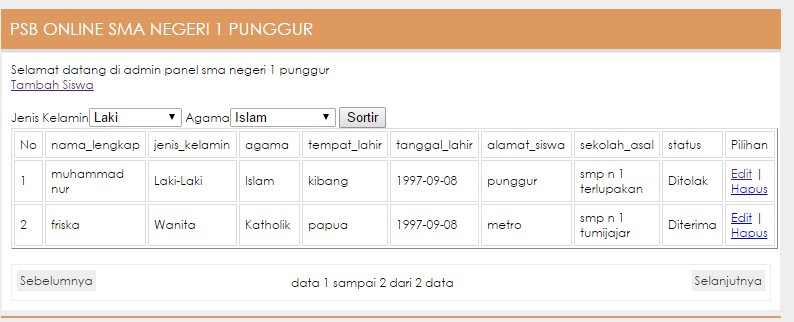 PSB ONLINE SMA NEGERI 1 PUNGGUR
Selamat datang di admin panel sma negeri 1 punggur
Tambah Siswa
Jenis Kelamin Laki Agama Islam Sortir
No nama_lengkap jenis_kelamin agama tempat_lahir tanggal_lahir alamat_siswa sekolah_asal status Pilihan
1 muhammad nur Laki-Laki Islam kibang 1997-09-08 punggur smp n 1 terlupakan Ditolak Edit | Hapus
2 friska Wanita Katholik papua 1997-09-08 metro smp n 1 tumijajar Diterima Edit | Hapus
Sebelumnya data 1 sampai 2 dari 2 data Selanjutnya